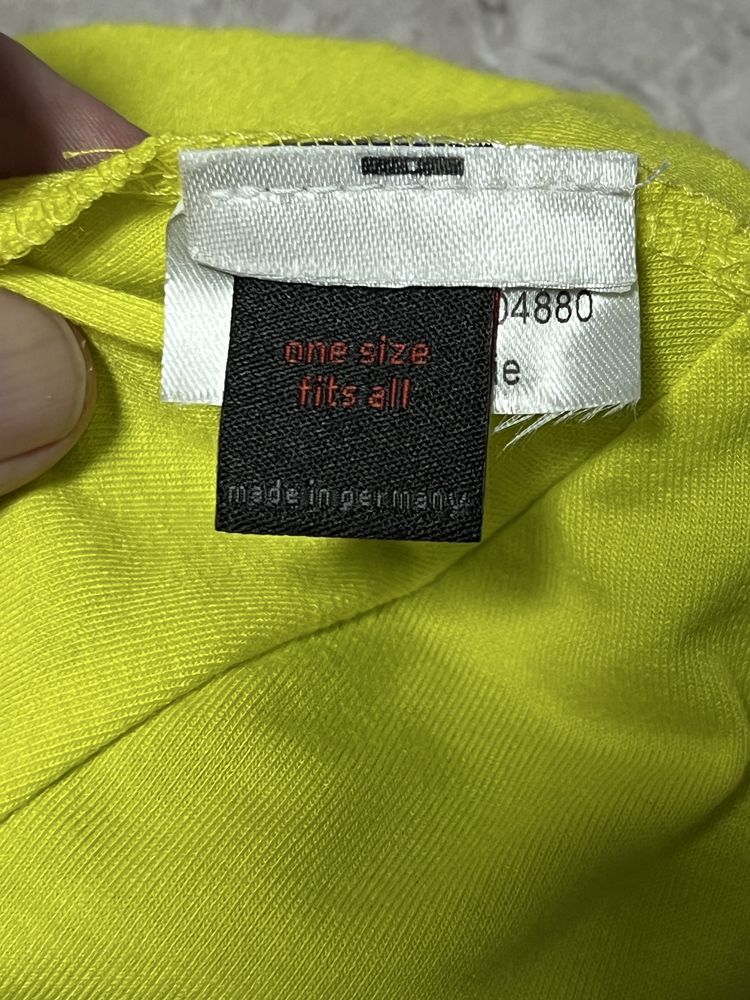 04880
one size
fits all
made in germany